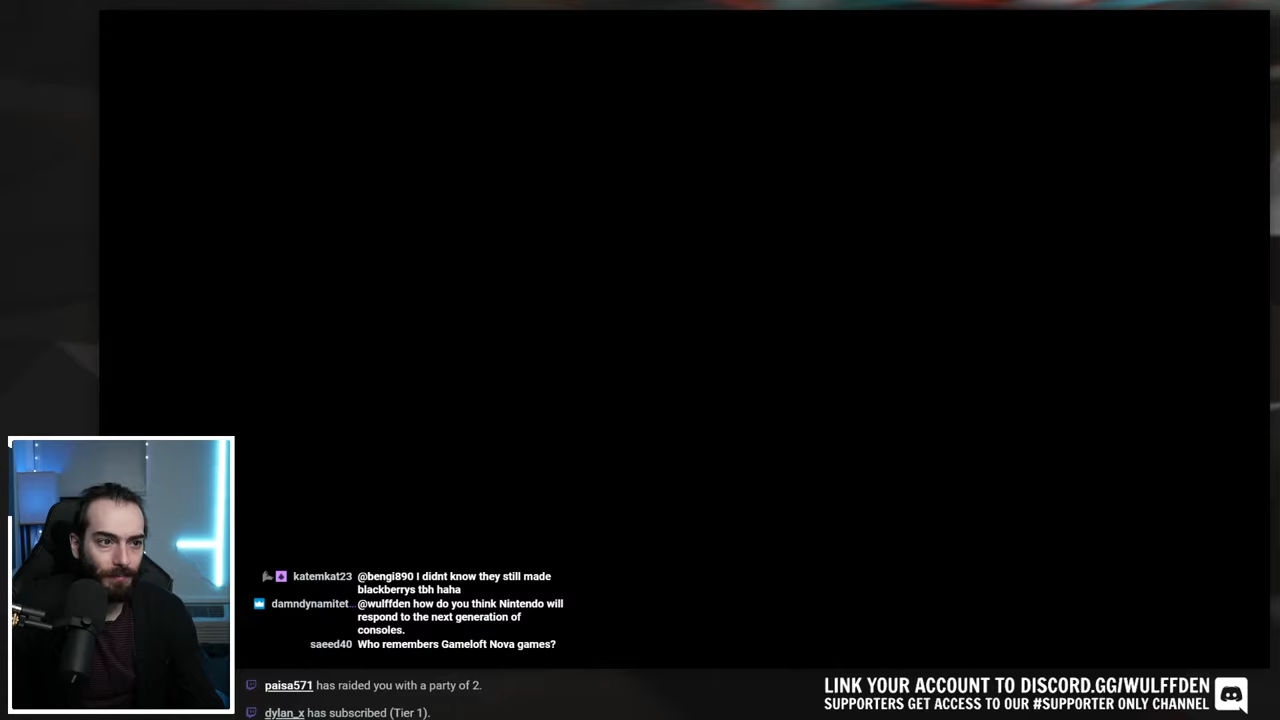 katemkat23 @bengi890 I didnt know they still made
blackberrys tbh haha
damndynamitet... @wulffden how do you think Nintendo will
respond to the next generation of
consoles.
saeed40 Who remembers Gameloft Nova games?
paisa571 has raided you with a party of 2.
dylan_x has subscribed (Tier 1).
LINK YOUR ACCOUNT TO DISCORD.GG/WULFFDEN
SUPPORTERS GET ACCESS TO OUR #SUPPORTER ONLY CHANNEL